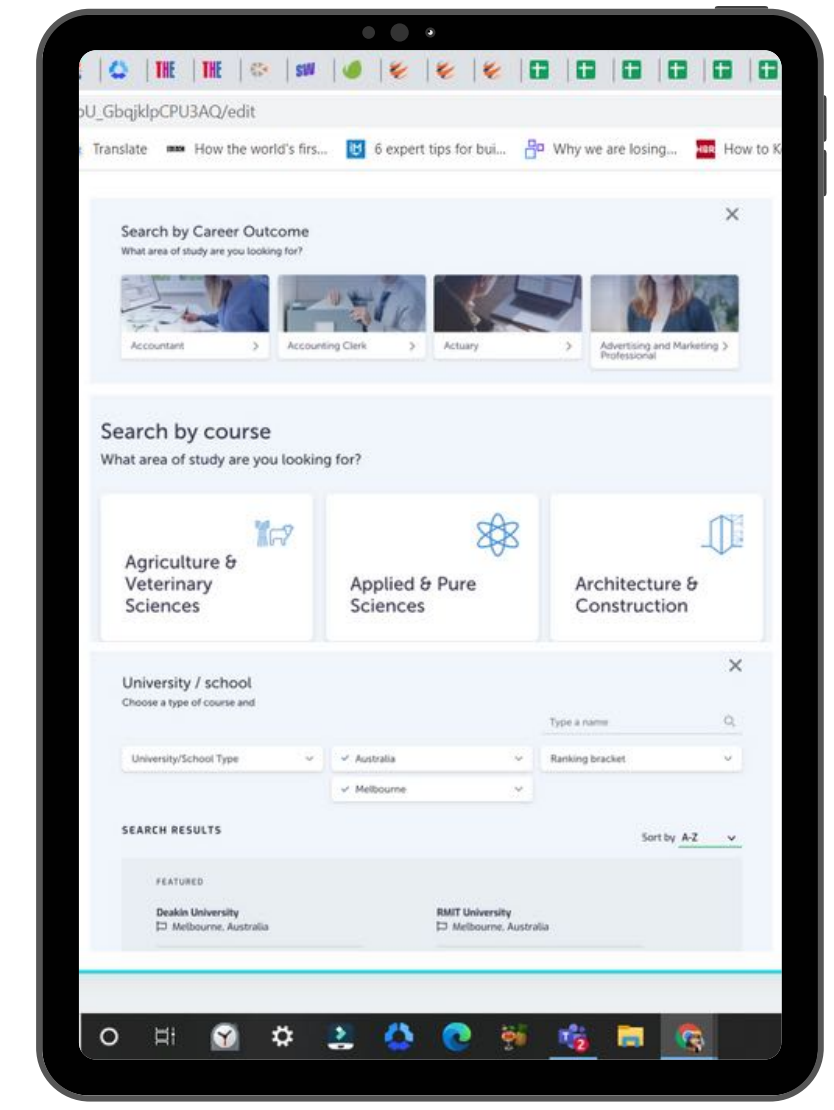 THE THE SW
pU_GbqjklpCPU3AQ/edit
Translate How the world's firs... 6 expert tips for bui... Why we are losing... HBR How to K
Search by Career Outcome
What area of study are you looking for?
Accountant Accounting Clerk Actuary Advertising and Marketing
Professional
Search by course
What area of study are you looking for?
Agriculture &
Veterinary
Sciences
Applied & Pure
Sciences
Architecture &
Construction
University / school
Choose a type of course and
Type a name
University/School Type Australia Ranking bracket
Melbourne
SEARCH RESULTS
Sort by A-Z
FEATURED
Deakin University RMIT University
Melbourne, Australia Melbourne, Australia
2